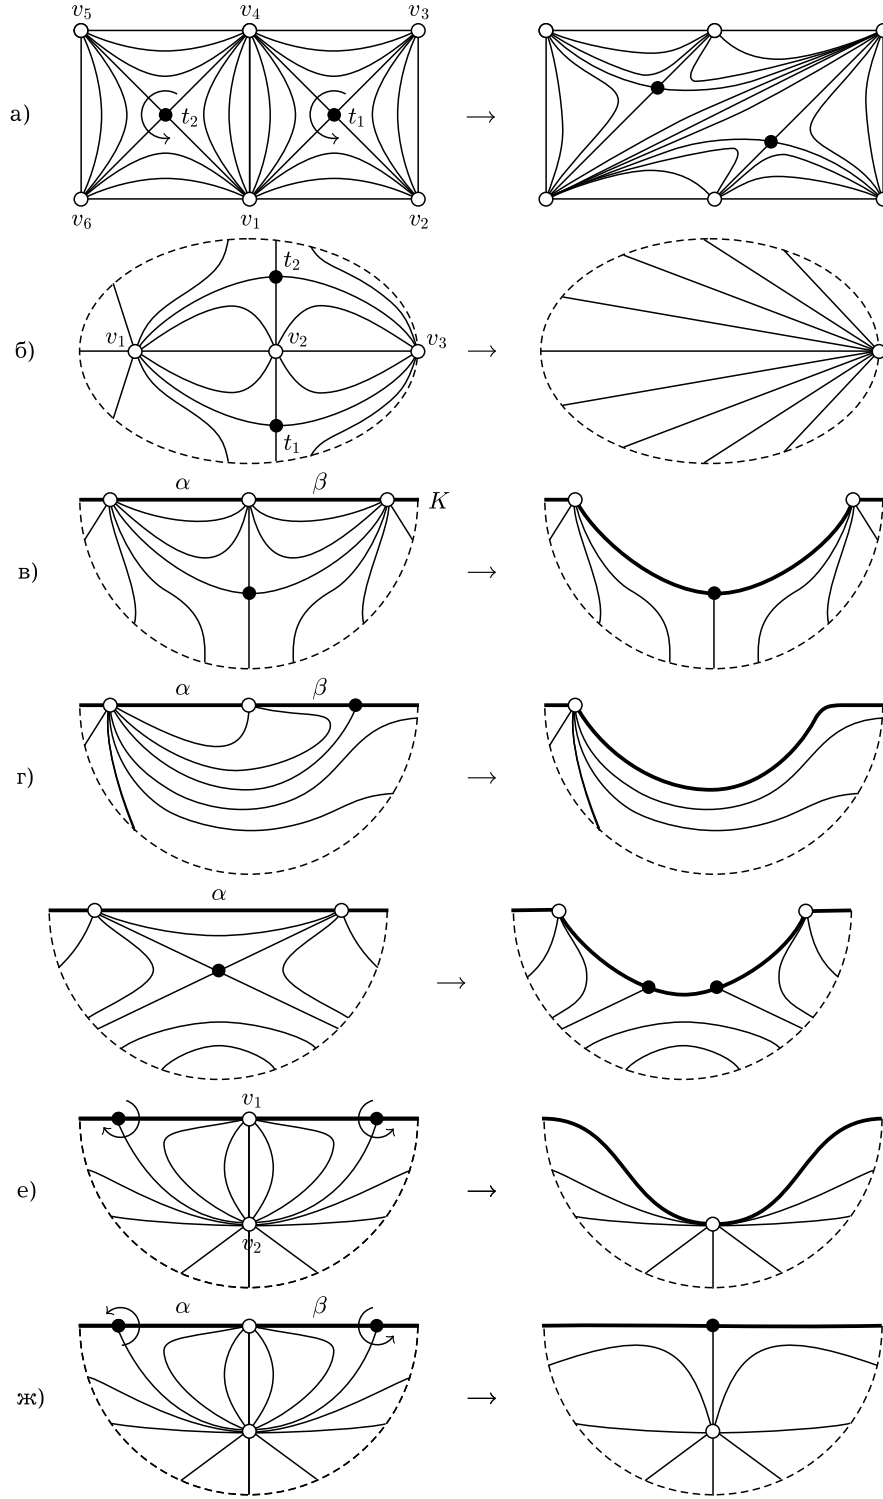 v5 v4 v3
а) t2 t1 →
v6 v1 v2
t2
б) v1 v2 v3 →
t1
α β K
в) →
α β
г) →
α
→
v1
е) →
v2
α β
ж) →